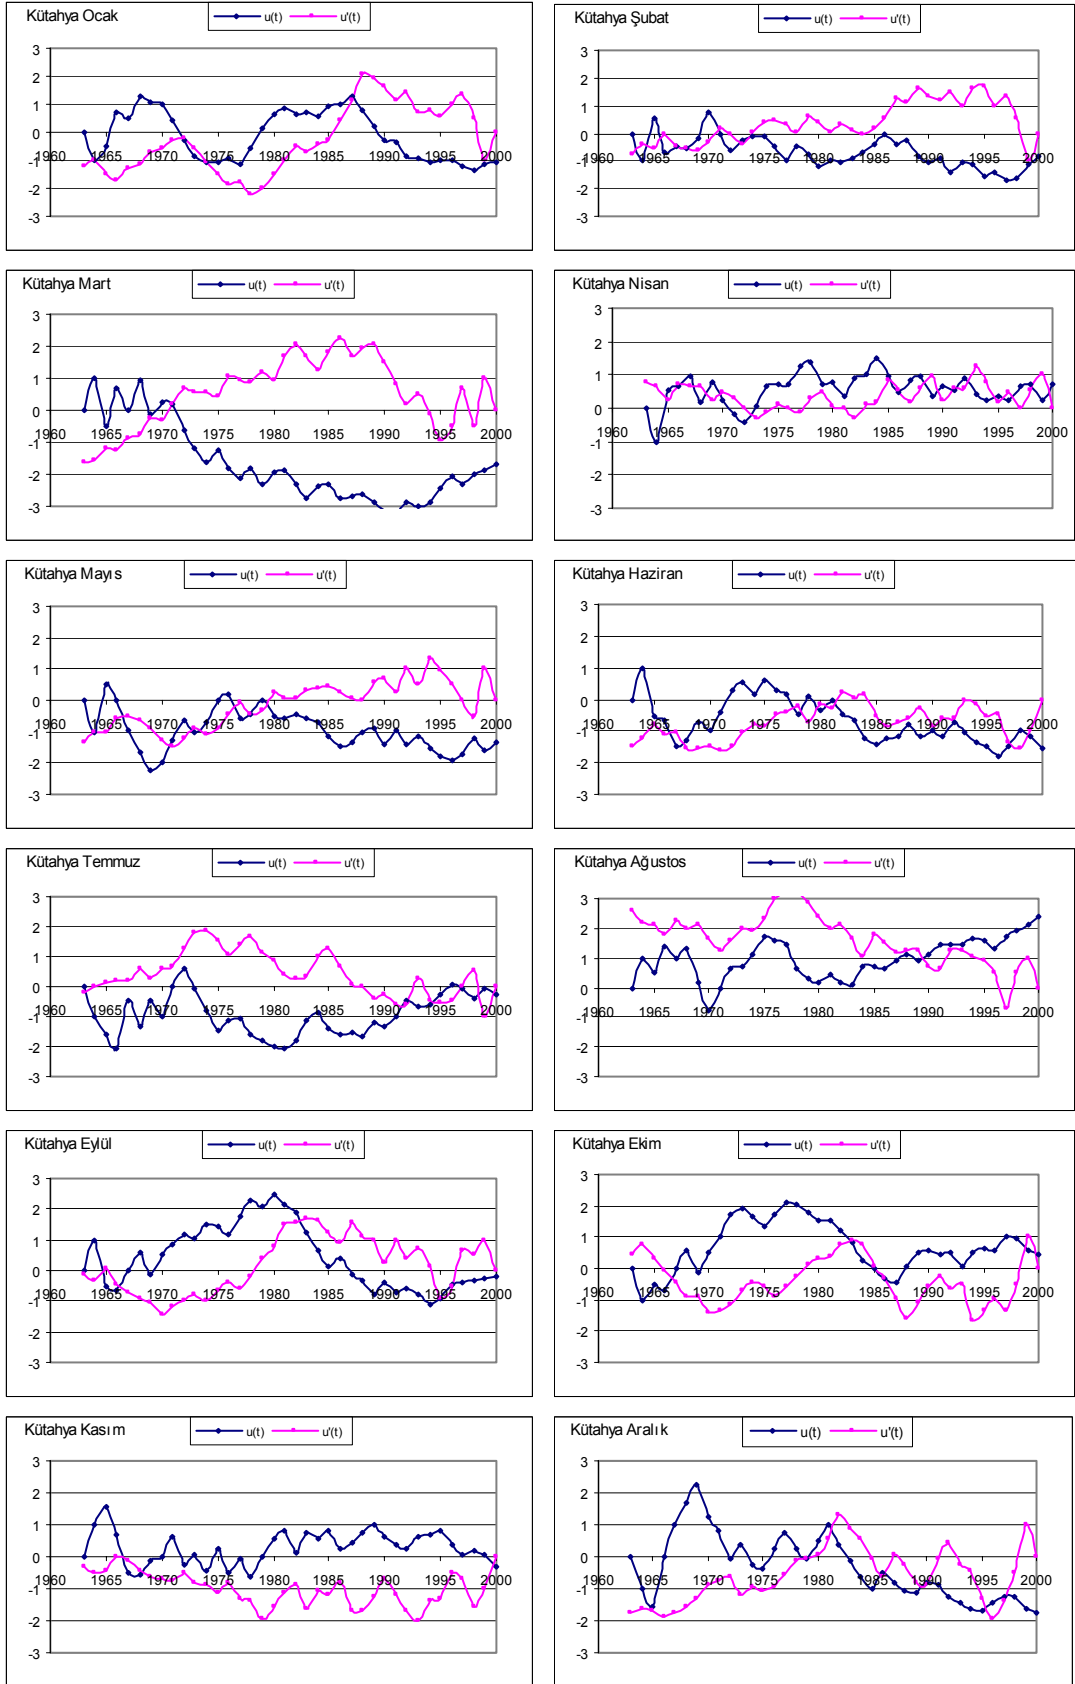 Kütahya Ocak
u(t) u'(t)
3
2
1
0
-1
-2
-3
1960 1965 1970 1975 1980 1985 1990 1995 2000
Kütahya Şubat
u(t) u'(t)
3
2
1
0
-1
-2
-3
1960 1965 1970 1975 1980 1985 1990 1995 2000
Kütahya Mart
u(t) u'(t)
3
2
1
0
-1
-2
-3
1960 1965 1970 1975 1980 1985 1990 1995 2000
Kütahya Nisan
u(t) u'(t)
3
2
1
0
-1
-2
-3
1960 1965 1970 1975 1980 1985 1990 1995 2000
Kütahya Mayıs
u(t) u'(t)
3
2
1
0
-1
-2
-3
1960 1965 1970 1975 1980 1985 1990 1995 2000
Kütahya Haziran
u(t) u'(t)
3
2
1
0
-1
-2
-3
1960 1965 1970 1975 1980 1985 1990 1995 2000
Kütahya Temmuz
u(t) u'(t)
3
2
1
0
-1
-2
-3
1960 1965 1970 1975 1980 1985 1990 1995 2000
Kütahya Ağustos
u(t) u'(t)
3
2
1
0
-1
-2
-3
1960 1965 1970 1975 1980 1985 1990 1995 2000
Kütahya Eylül
u(t) u'(t)
3
2
1
0
-1
-2
-3
1960 1965 1970 1975 1980 1985 1990 1995 2000
Kütahya Ekim
u(t) u'(t)
3
2
1
0
-1
-2
-3
1960 1965 1970 1975 1980 1985 1990 1995 2000
Kütahya Kasım
u(t) u'(t)
3
2
1
0
-1
-2
-3
1960 1965 1970 1975 1980 1985 1990 1995 2000
Kütahya Aralık
u(t) u'(t)
3
2
1
0
-1
-2
-3
1960 1965 1970 1975 1980 1985 1990 1995 2000